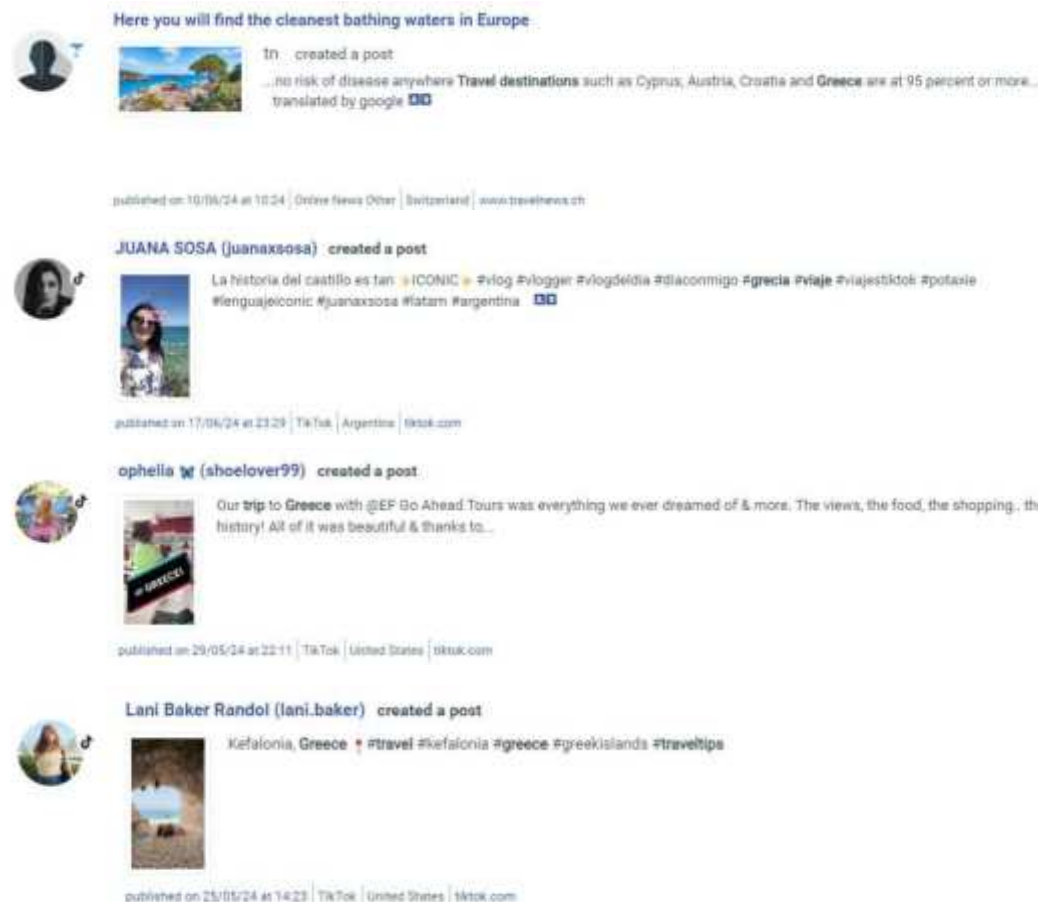 Here you will find the cleanest bathing waters in Europe
tn created a post
...no risk of disease anywhere Travel destinations such as Cyprus, Austria, Croatia and Greece are at 95 percent or more...
translated by google
published on 10/06/24 at 10:24 | Online News Other | Switzerland | www.travelnews.ch
JUANA SOSA (juanaxsosa) created a post
La historia del castillo es tan ✨ICONIC✨ #vlog #vlogger #vlogdeldia #diaconmigo #grecia #viaje #viajestiktok #potaxie
#lenguajeiconic #juanaxsosa #latam #argentina
published on 17/06/24 at 23:29 | TikTok | Argentina | tiktok.com
ophelia 🦋 (shoelover99) created a post
Our trip to Greece with @EF Go Ahead Tours was everything we ever dreamed of & more. The views, the food, the shopping.. th
history! All of it was beautiful & thanks to...
GREECE!
published on 29/05/24 at 22:11 | TikTok | United States | tiktok.com
Lani Baker Randol (lani.baker) created a post
Kefalonia, Greece 📍 #travel #kefalonia #greece #greekislands #traveltips
published on 25/05/24 at 14:23 | TikTok | United States | tiktok.com